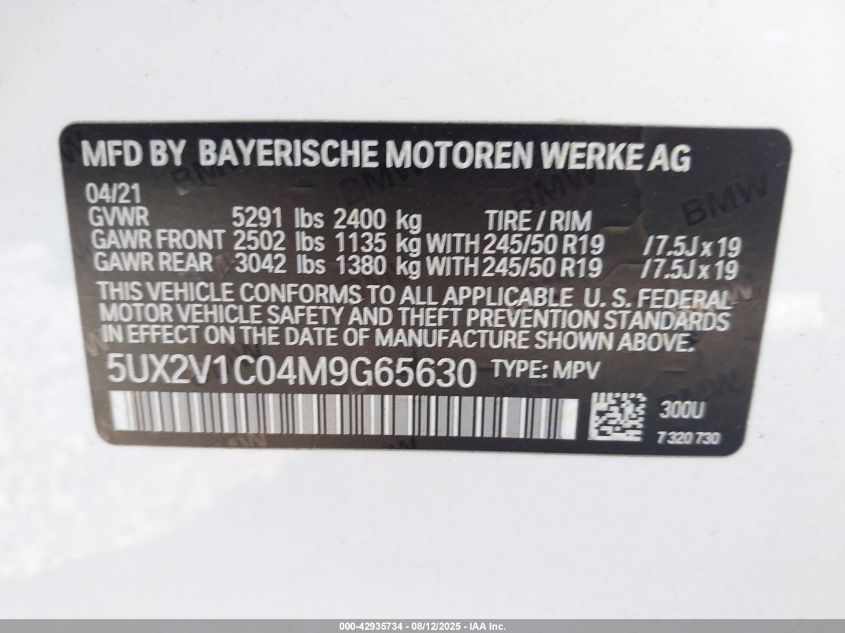 MFD BY BAYERISCHE MOTOREN WERKE AG
04/21
GVWR 5291 lbs 2400 kg TIRE / RIM
GAWR FRONT 2502 lbs 1135 kg WITH 245/50 R19 /7.5J x 19
GAWR REAR 3042 lbs 1380 kg WITH 245/50 R19 /7.5J x 19
THIS VEHICLE CONFORMS TO ALL APPLICABLE U. S. FEDERAL
MOTOR VEHICLE SAFETY AND THEFT PREVENTION STANDARDS
IN EFFECT ON THE DATE OF MANUFACTURE SHOWN ABOVE.
5UX2V1C04M9G65630 TYPE: MPV
300U
7 320 730
000-42935734 - 08/12/2025 - IAA Inc.